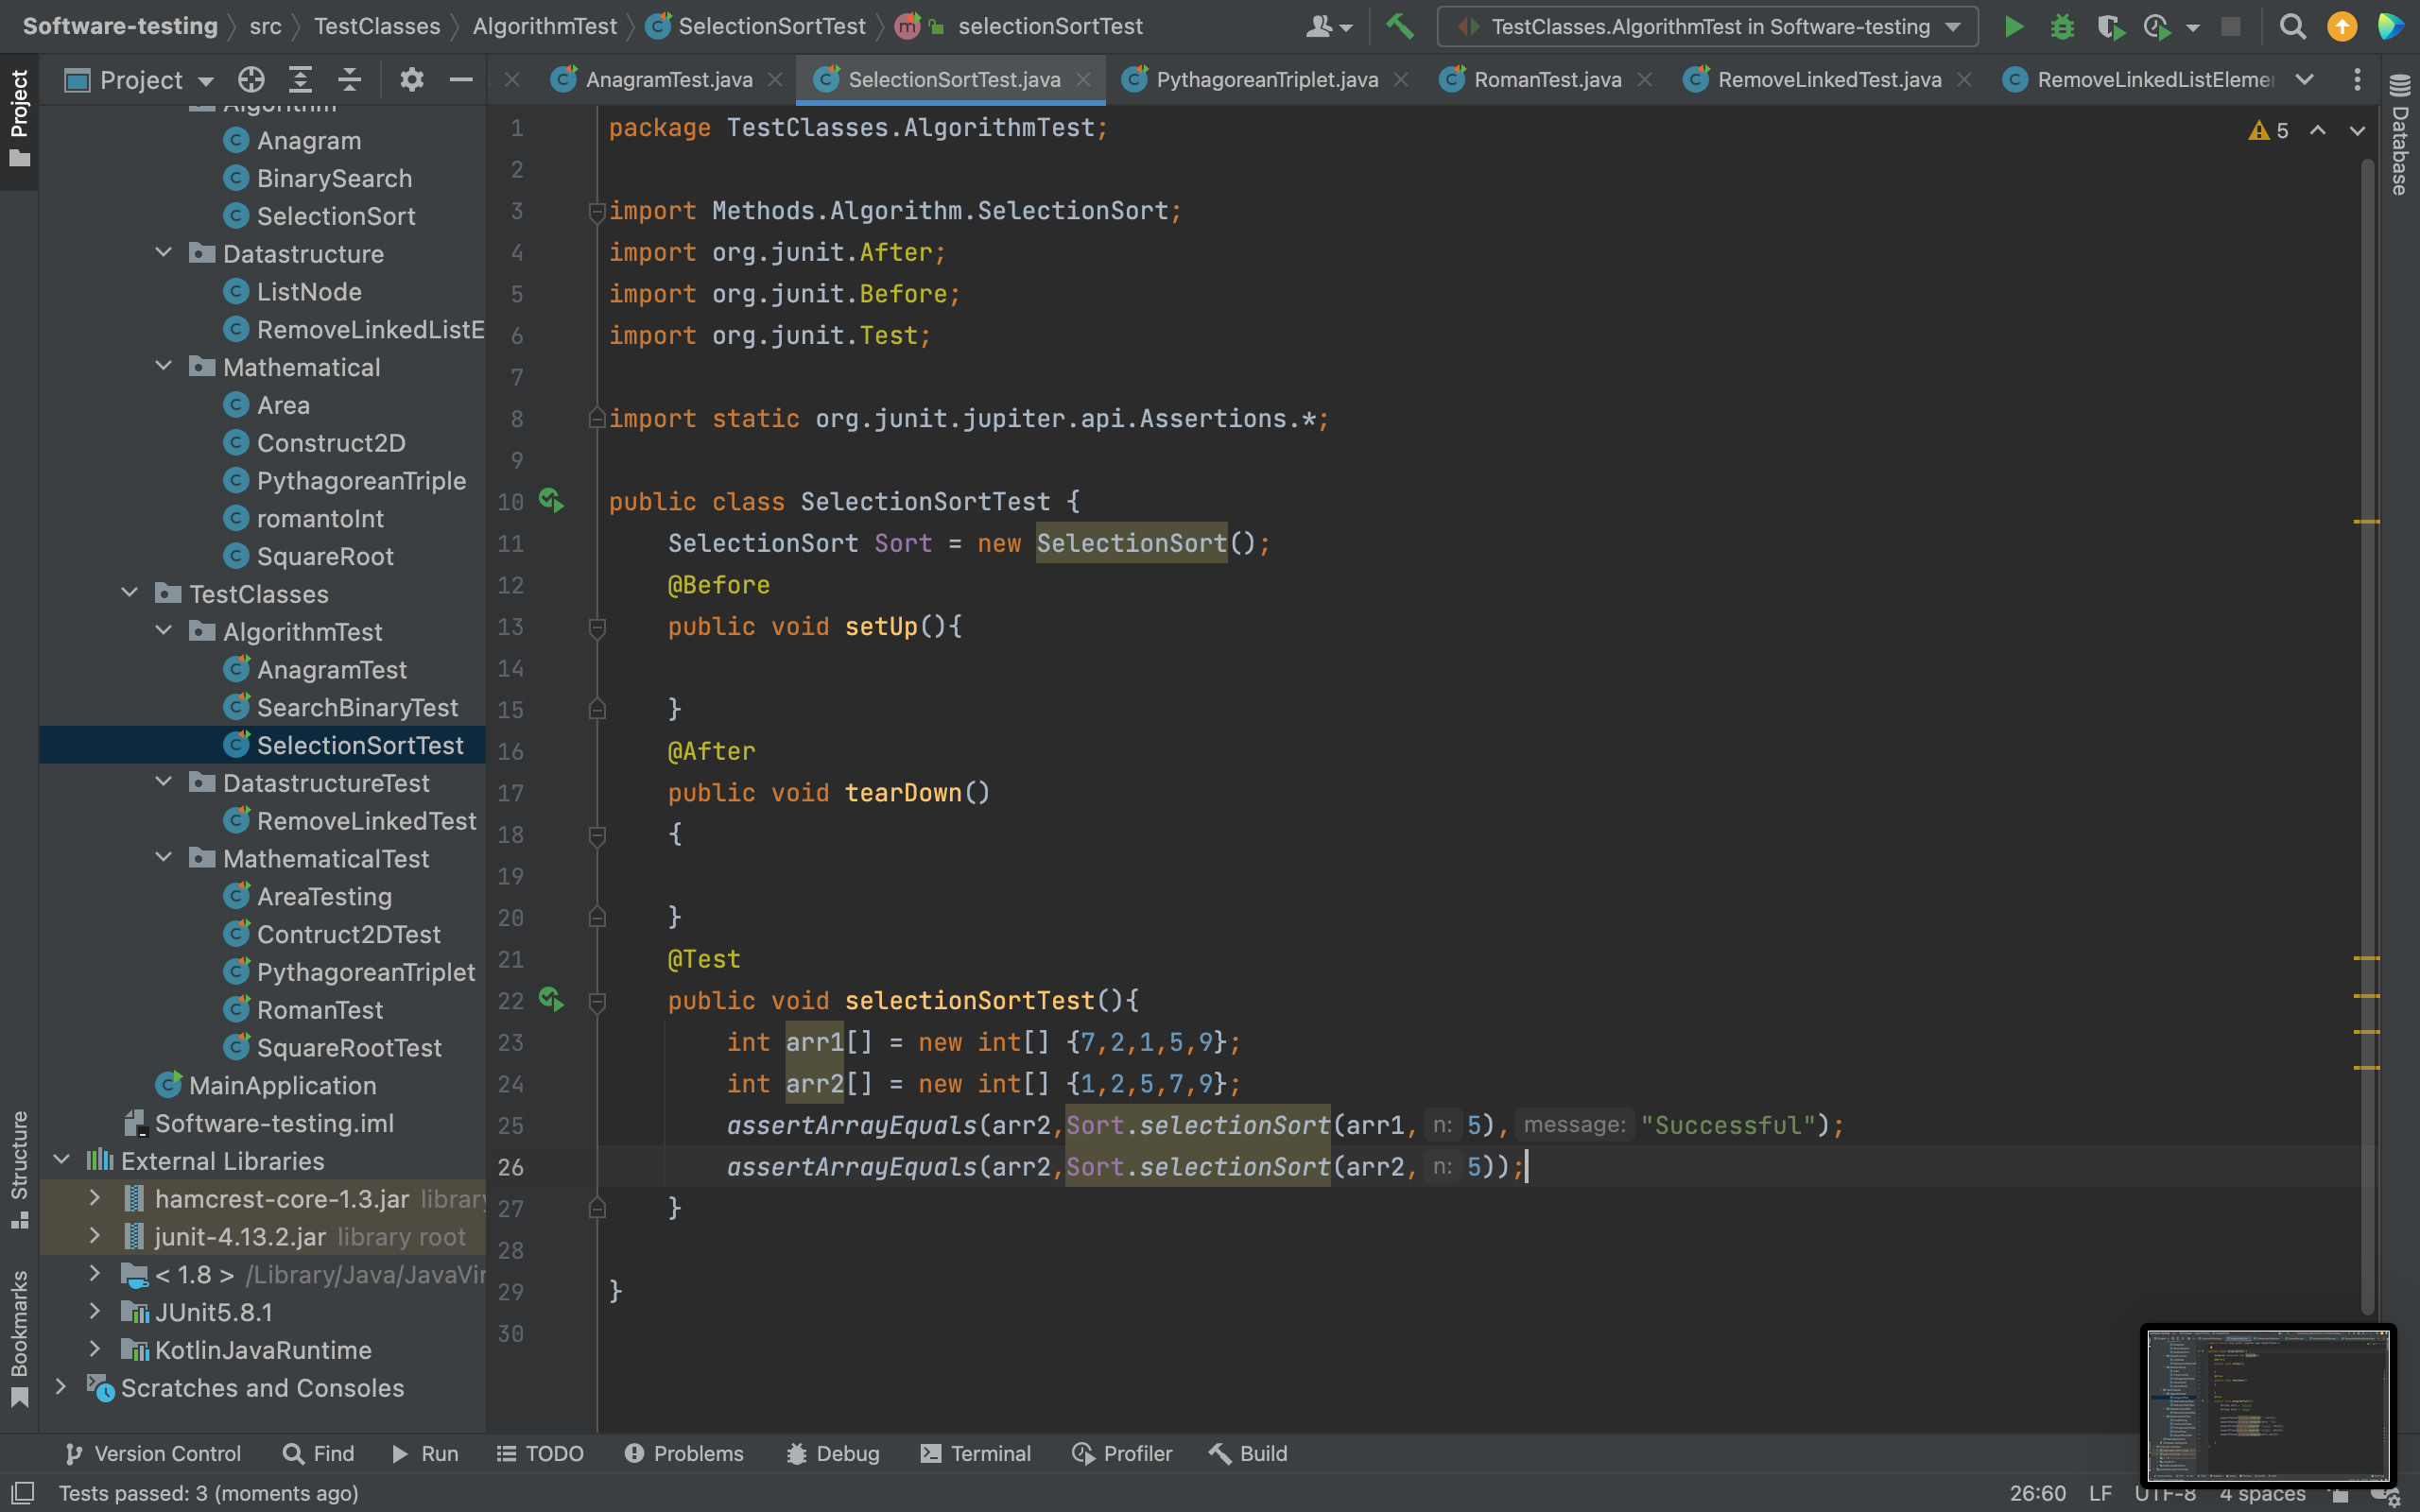 Software-testing src TestClasses AlgorithmTest SelectionSortTest selectionSortTest
TestClasses.AlgorithmTest in Software-testing
Project
AnagramTest.java SelectionSortTest.java PythagoreanTriplet.java RomanTest.java RemoveLinkedTest.java RemoveLinkedListEleme
Project
Database
Algorithm
Anagram
BinarySearch
SelectionSort
Datastructure
ListNode
RemoveLinkedListE
Mathematical
Area
Construct2D
PythagoreanTriple
romantoInt
SquareRoot
TestClasses
AlgorithmTest
AnagramTest
SearchBinaryTest
SelectionSortTest
DatastructureTest
RemoveLinkedTest
MathematicalTest
AreaTesting
Contruct2DTest
PythagoreanTriplet
RomanTest
SquareRootTest
MainApplication
Software-testing.iml
External Libraries
hamcrest-core-1.3.jar library
junit-4.13.2.jar library root
< 1.8 > /Library/Java/JavaVir
JUnit5.8.1
KotlinJavaRuntime
Scratches and Consoles
Structure
Bookmarks
5
1 package TestClasses.AlgorithmTest;
2
3 import Methods.Algorithm.SelectionSort;
4 import org.junit.After;
5 import org.junit.Before;
6 import org.junit.Test;
7
8 import static org.junit.jupiter.api.Assertions.*;
9
10 public class SelectionSortTest {
11 SelectionSort Sort = new SelectionSort();
12 @Before
13 public void setUp(){
14
15 }
16 @After
17 public void tearDown()
18 {
19
20 }
21 @Test
22 public void selectionSortTest(){
23 int arr1[] = new int[] {7,2,1,5,9};
24 int arr2[] = new int[] {1,2,5,7,9};
25 assertArrayEquals(arr2,Sort.selectionSort(arr1, n: 5), message: "Successful");
26 assertArrayEquals(arr2,Sort.selectionSort(arr2, n: 5));
27 }
28
29 }
30
Version Control Find Run TODO Problems Debug Terminal Profiler Build
Tests passed: 3 (moments ago)
26:60 LF UTF-8 4 spaces